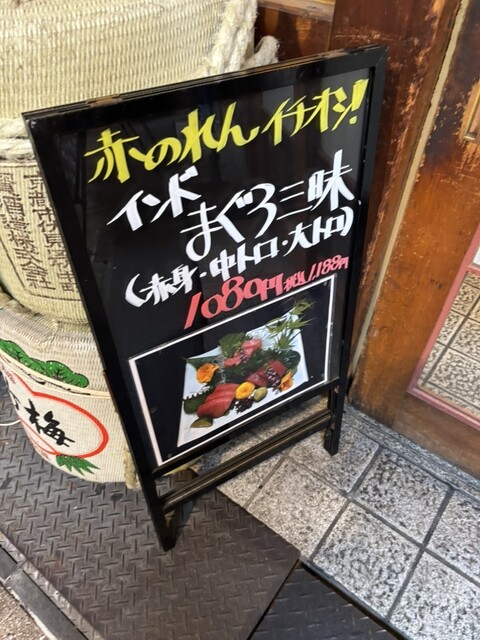 赤のれんイチオシ!
インド
まぐろ三昧
(赤身・中トロ・大トロ)
1080円 税込1,188円
梅